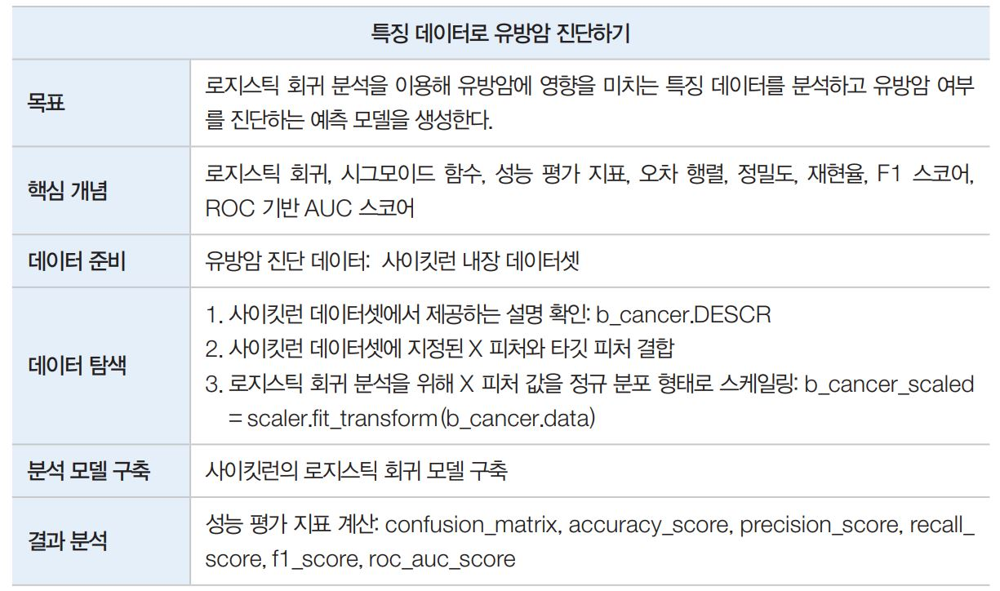 특징 데이터로 유방암 진단하기
목표
로지스틱 회귀 분석을 이용해 유방암에 영향을 미치는 특징 데이터를 분석하고 유방암 여부
를 진단하는 예측 모델을 생성한다.
핵심 개념
로지스틱 회귀, 시그모이드 함수, 성능 평가 지표, 오차 행렬, 정밀도, 재현율, F1 스코어,
ROC 기반 AUC 스코어
데이터 준비
유방암 진단 데이터: 사이킷런 내장 데이터셋
데이터 탐색
1. 사이킷런 데이터셋에서 제공하는 설명 확인: b_cancer.DESCR
2. 사이킷런 데이터셋에 지정된 X 피처와 타깃 피처 결합
3. 로지스틱 회귀 분석을 위해 X 피처 값을 정규 분포 형태로 스케일링: b_cancer_scaled
= scaler.fit_transform(b_cancer.data)
분석 모델 구축
사이킷런의 로지스틱 회귀 모델 구축
결과 분석
성능 평가 지표 계산: confusion_matrix, accuracy_score, precision_score, recall_
score, f1_score, roc_auc_score